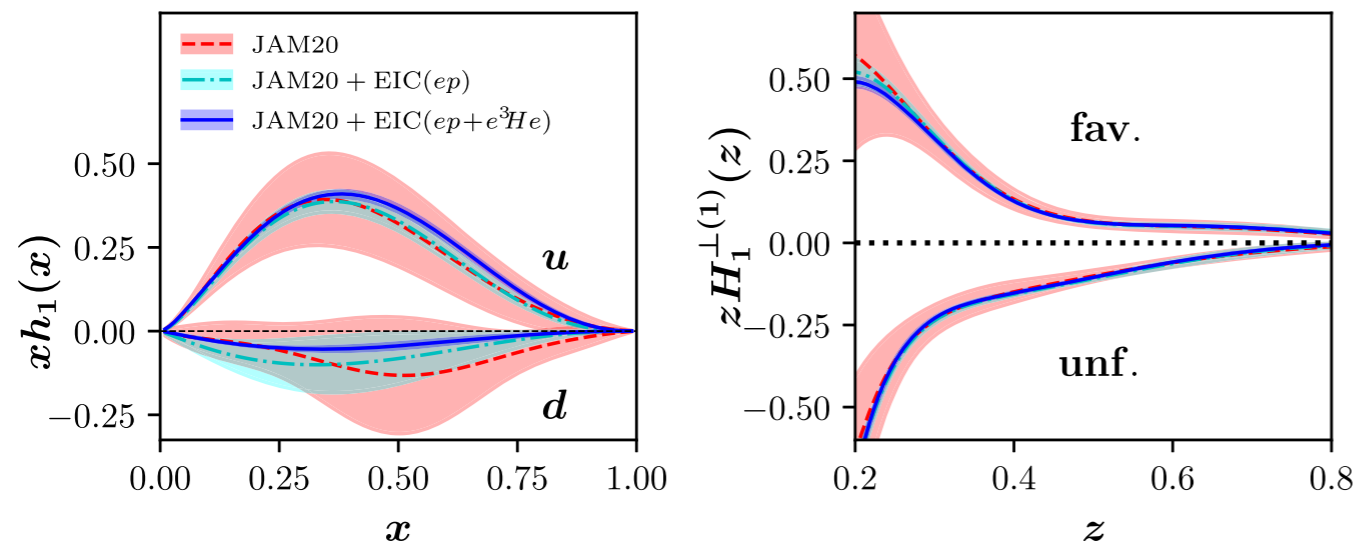 JAM20
JAM20 + EIC(ep)
JAM20 + EIC(ep+e³He)
0.50
0.25
0.00
−0.25
xh₁(x)
u
d
0.00 0.25 0.50 0.75 1.00
x
0.50
0.25
0.00
−0.25
−0.50
zH₁^⊥(1)(z)
fav.
unf.
0.2 0.4 0.6 0.8
z